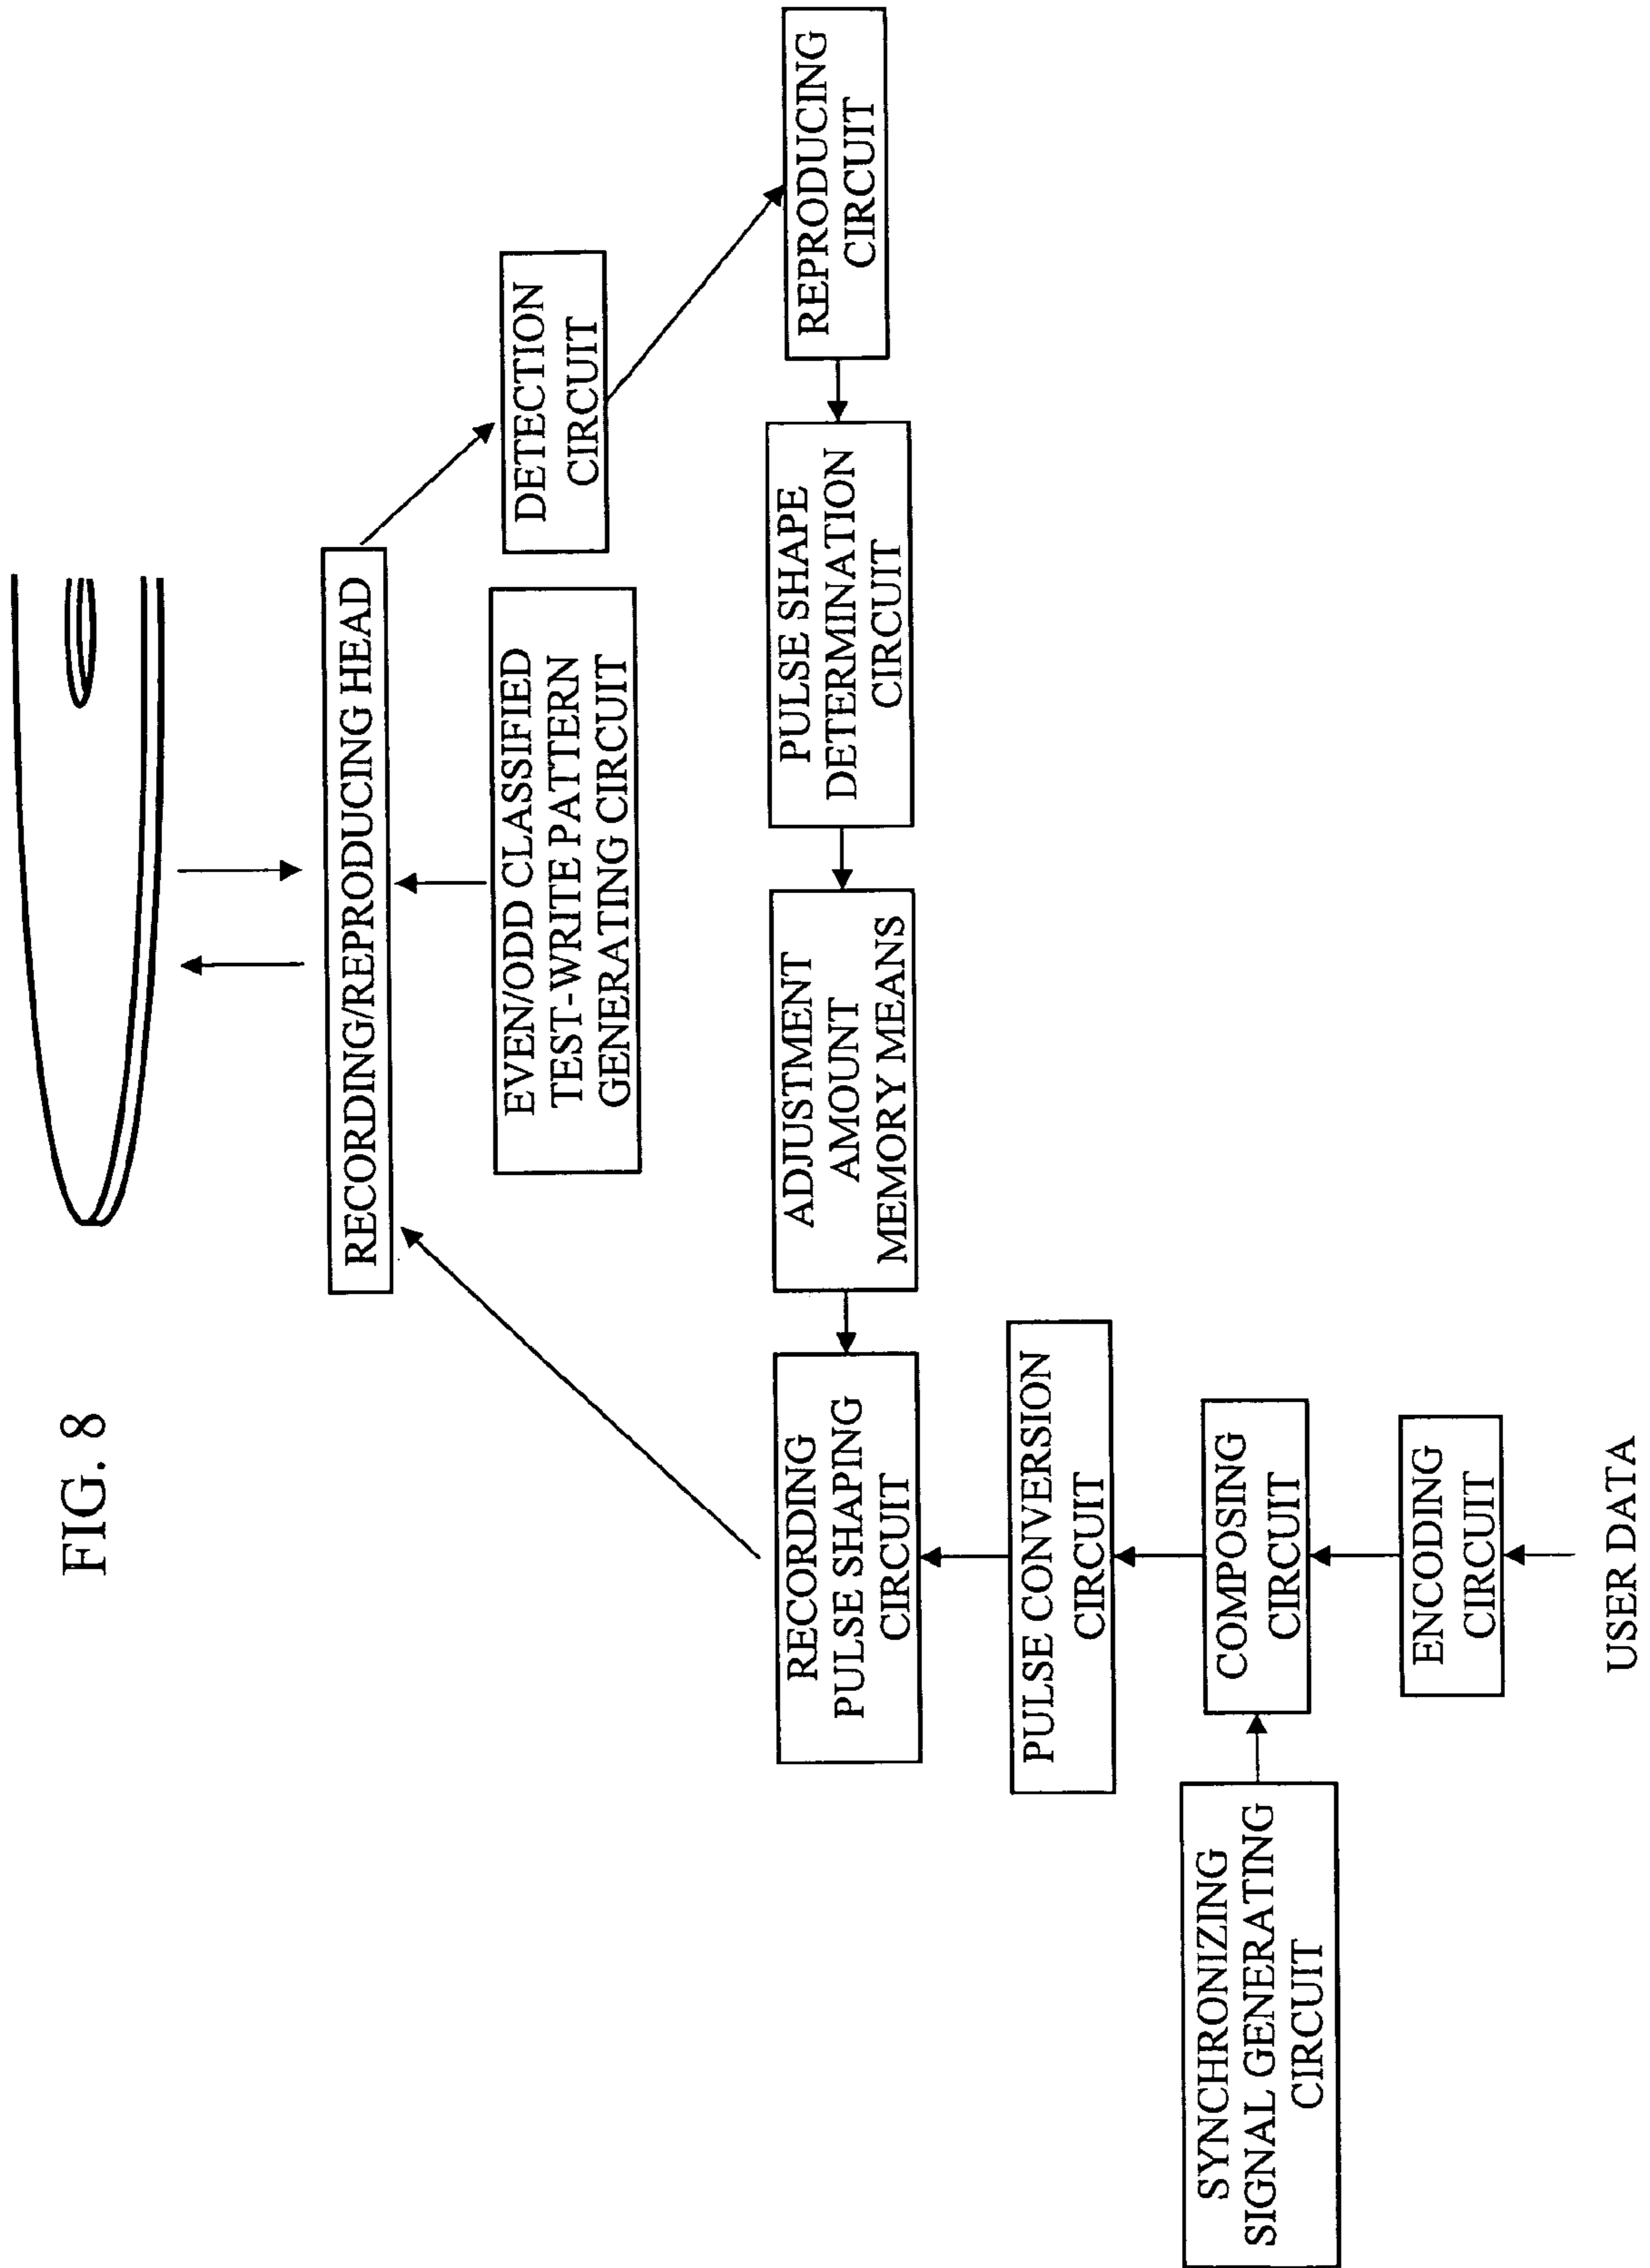 FIG. 8
RECORDING/REPRODUCING HEAD
EVEN/ODD CLASSIFIED
TEST-WRITE PATTERN
GENERATING CIRCUIT
DETECTION
CIRCUIT
RECORDING
PULSE SHAPING
CIRCUIT
ADJUSTMENT
AMOUNT
MEMORY MEANS
PULSE SHAPE
DETERMINATION
CIRCUIT
REPRODUCING
CIRCUIT
PULSE CONVERSION
CIRCUIT
SYNCHRONIZING
SIGNAL GENERATING
CIRCUIT
COMPOSING
CIRCUIT
ENCODING
CIRCUIT
USER DATA